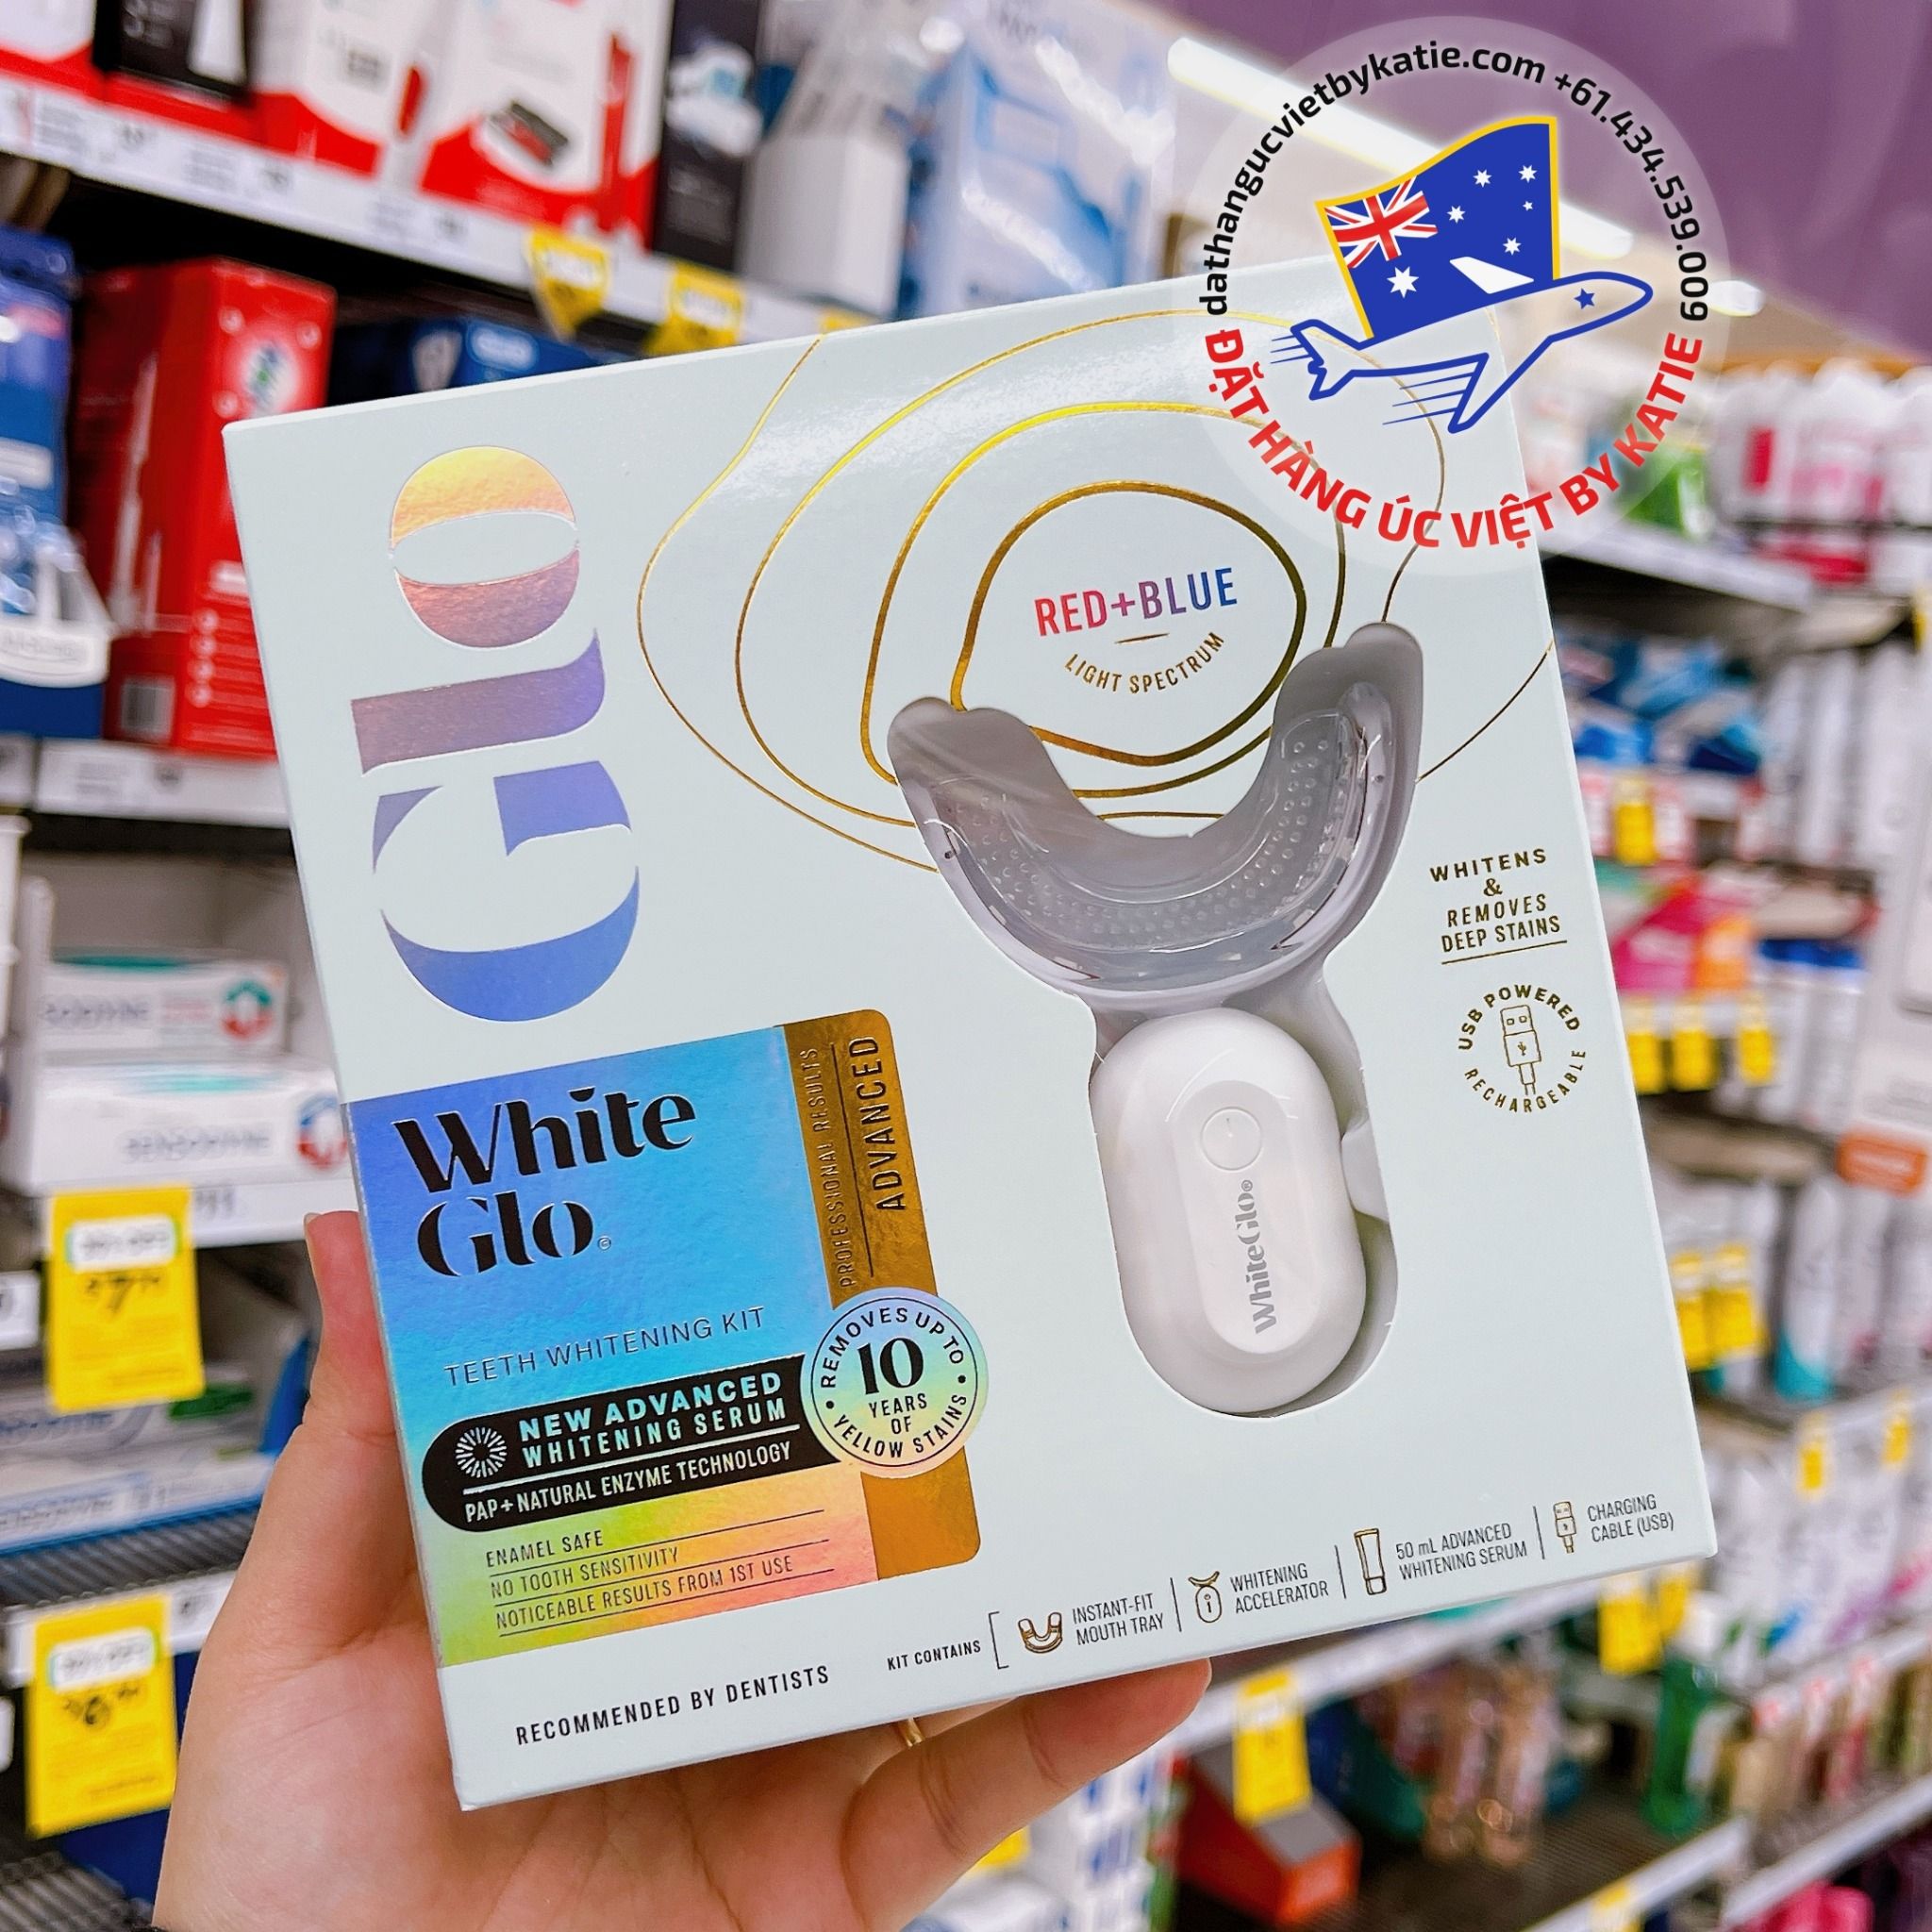 dathangucvietbykatie.com +61.434.539.009
ĐẶT HÀNG ÚC VIỆT BY KATIE
Glo
RED+BLUE
LIGHT SPECTRUM
WHITENS
&
REMOVES
DEEP STAINS
USB POWERED
RECHARGEABLE
WhiteGlo®
White
Glo
PROFESSIONAL RESULTS
ADVANCED
TEETH WHITENING KIT
NEW ADVANCED
WHITENING SERUM
PAP+NATURAL ENZYME TECHNOLOGY
REMOVES UP TO
10
YEARS
OF
YELLOW STAINS
ENAMEL SAFE
NO TOOTH SENSITIVITY
NOTICEABLE RESULTS FROM 1ST USE
RECOMMENDED BY DENTISTS
KIT CONTAINS
INSTANT-FIT
MOUTH TRAY
WHITENING
ACCELERATOR
50 mL ADVANCED
WHITENING SERUM
CHARGING
CABLE (USB)
SENSODYNE